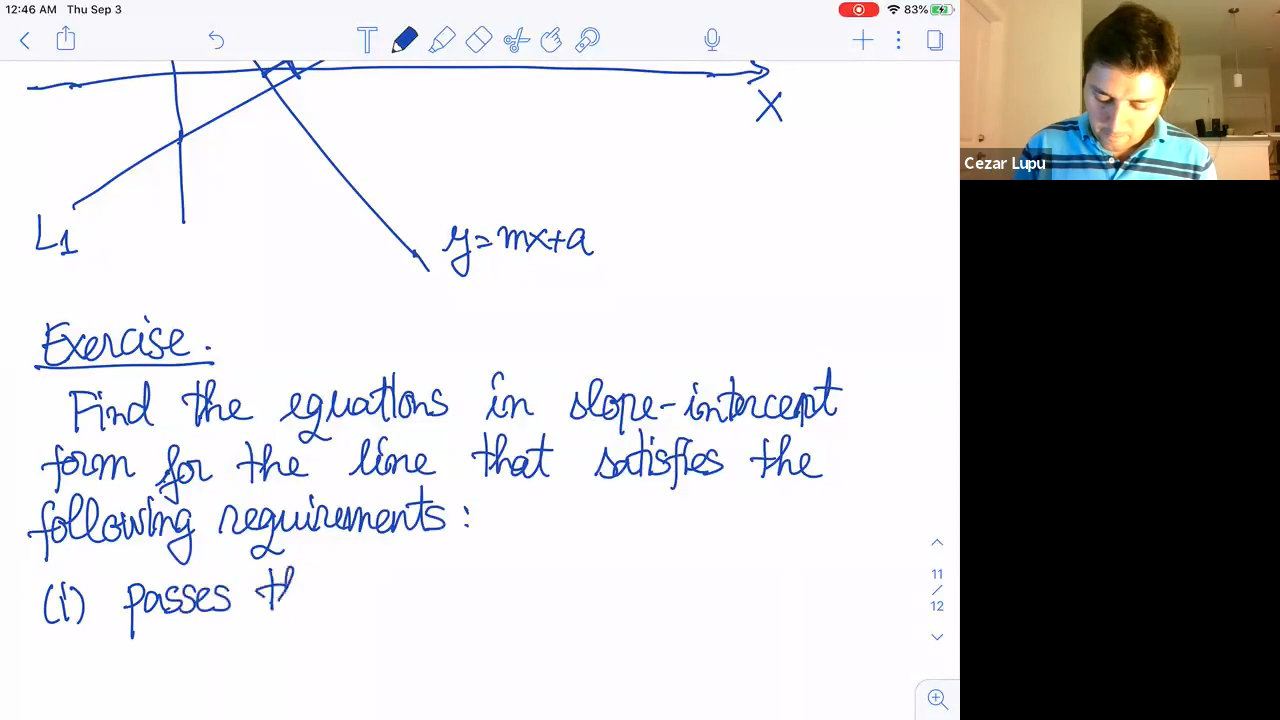 12:46 AM Thu Sep 3
83%
T
X
Cezar Lupu
L1
y=mx+a
Exercise.
Find the equations in slope-intercept
form for the line that satisfies the
following requirements:
(i) passes th
11
/
12